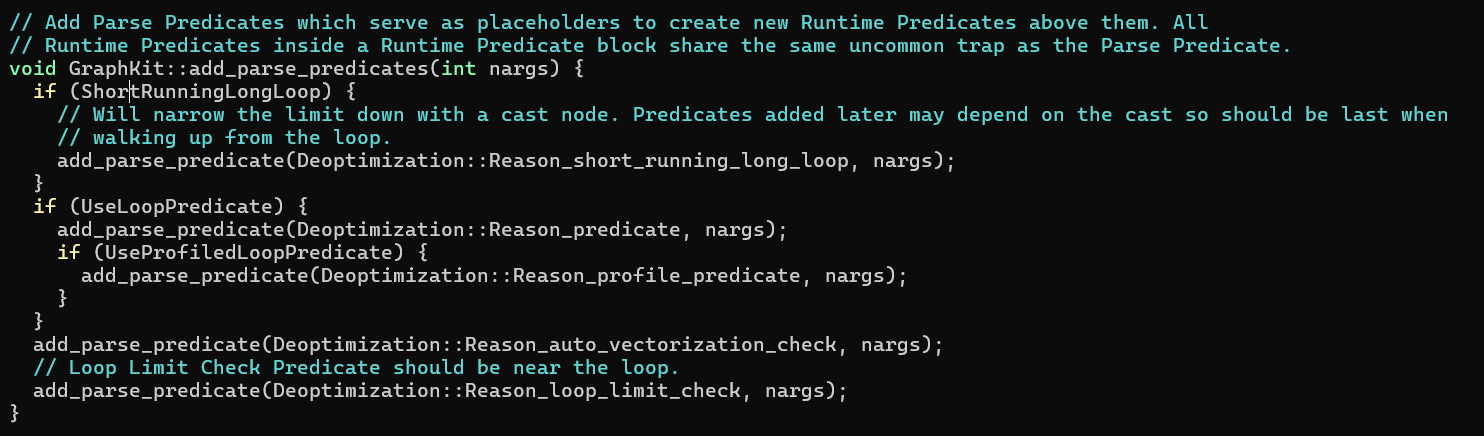 // Add Parse Predicates which serve as placeholders to create new Runtime Predicates above them. All
// Runtime Predicates inside a Runtime Predicate block share the same uncommon trap as the Parse Predicate.
void GraphKit::add_parse_predicates(int nargs) {
  if (ShortRunningLongLoop) {
    // Will narrow the limit down with a cast node. Predicates added later may depend on the cast so should be last when
    // walking up from the loop.
    add_parse_predicate(Deoptimization::Reason_short_running_long_loop, nargs);
  }
  if (UseLoopPredicate) {
    add_parse_predicate(Deoptimization::Reason_predicate, nargs);
    if (UseProfiledLoopPredicate) {
      add_parse_predicate(Deoptimization::Reason_profile_predicate, nargs);
    }
  }
  add_parse_predicate(Deoptimization::Reason_auto_vectorization_check, nargs);
  // Loop Limit Check Predicate should be near the loop.
  add_parse_predicate(Deoptimization::Reason_loop_limit_check, nargs);
}